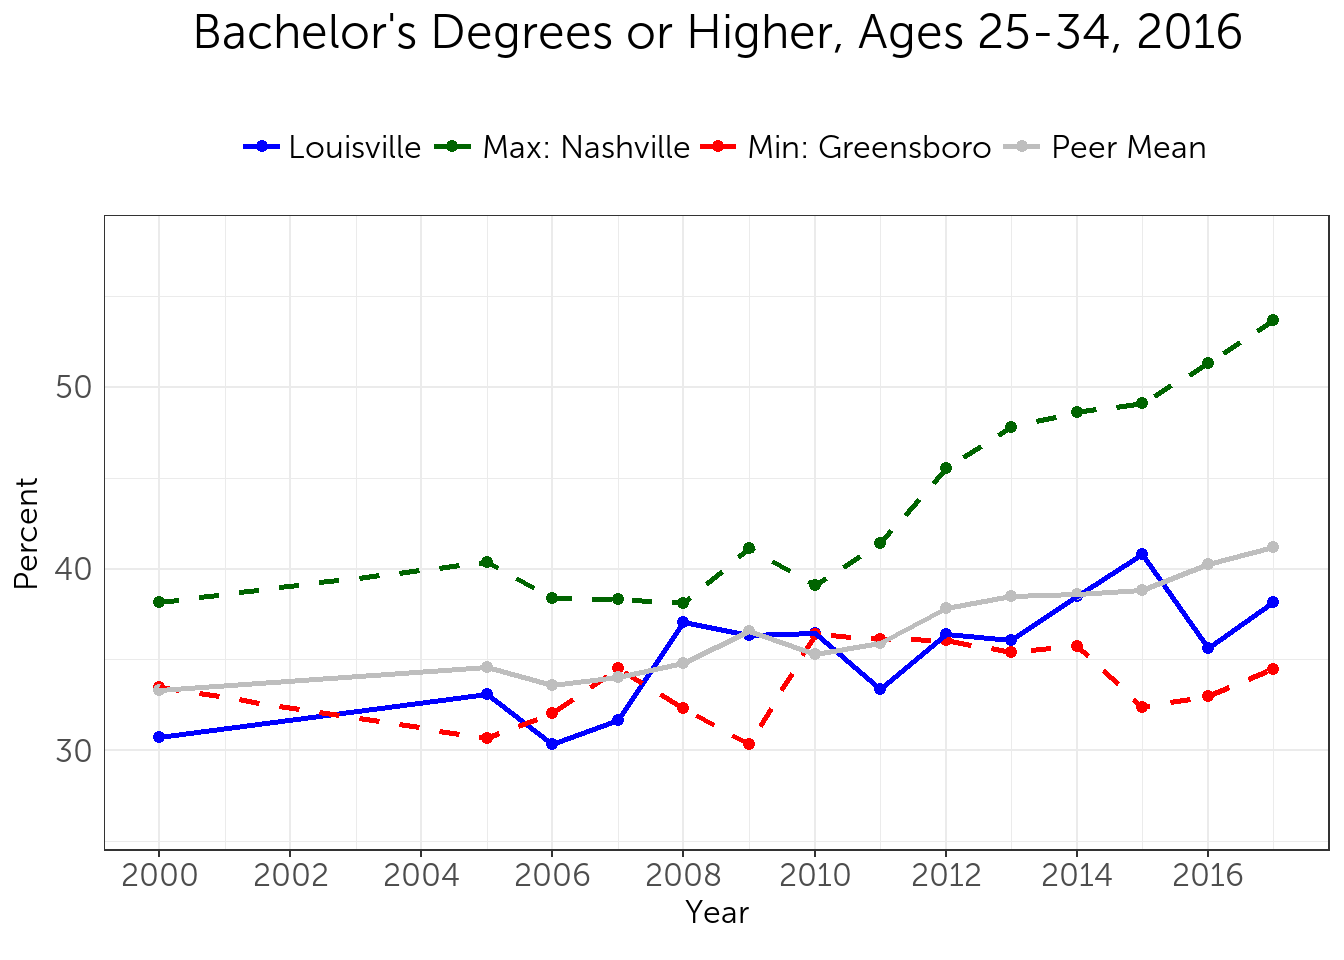 Bachelor's Degrees or Higher, Ages 25-34, 2016
Louisville Max: Nashville Min: Greensboro Peer Mean
50
40
30
Percent
2000 2002 2004 2006 2008 2010 2012 2014 2016
Year